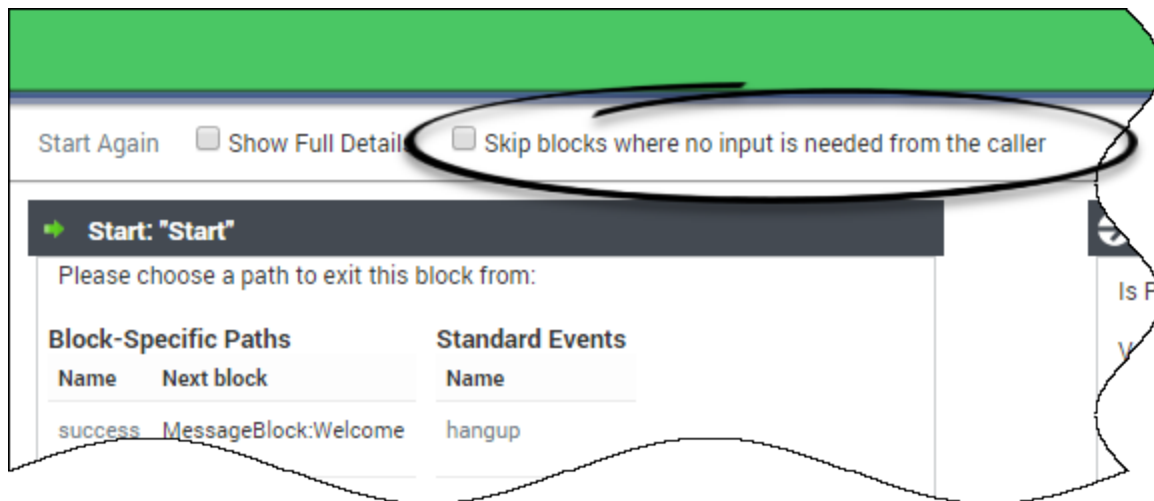 Start Again Show Full Detail Skip blocks where no input is needed from the caller
Start: "Start"
Please choose a path to exit this block from:
Is
Block-Specific Paths Standard Events
Name Next block Name
success MessageBlock:Welcome hangup